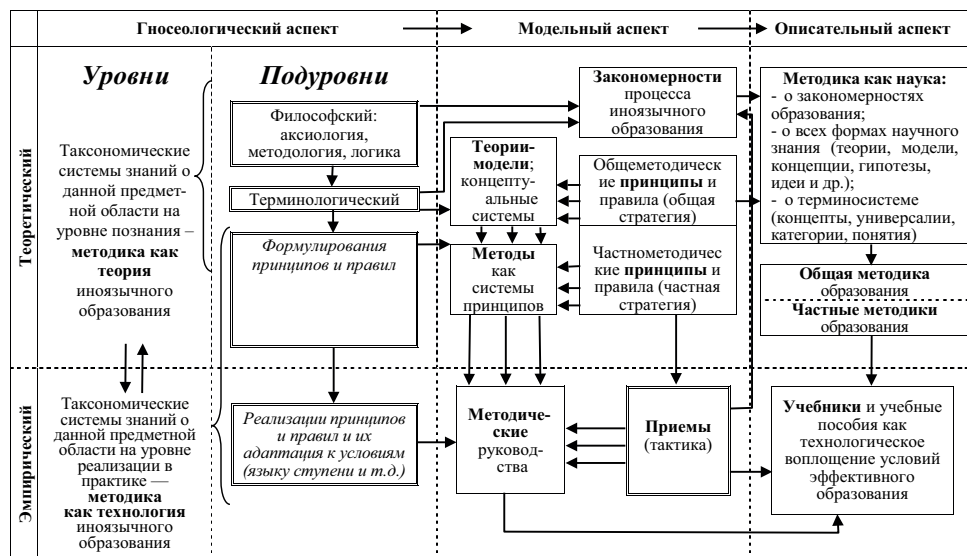 Гносеологический аспект
Модельный аспект
Описательный аспект
Теоретический
Эмпирический
Уровни
Таксономические
системы знаний о
данной предмет-
ной области на
уровне познания –
методика как
теория
иноязычного
образования
Таксономические
системы знаний о
данной предметной
области на уровне
реализации в
практике —
методика
как технология
иноязычного
образования
Подуровни
Философский:
аксиология,
методология, логика
Терминологический
Формулирования
принципов и правил
Реализации принципов
и правил и их
адаптация к условиям
(языку ступени и т.д.)
Закономерности
процесса
иноязычного
образования
Теории-
модели;
концепту-
альные
системы
Общеметодическ
ие принципы и
правила (общая
стратегия)
Методы
как
системы
принципов
Частнометодичес
кие принципы и
правила (частная
стратегия)
Методиче-
ские
руковод-
ства
Приемы
(тактика)
Методика как наука:
- о закономерностях
образования;
- о всех формах научного
знания (теории, модели,
концепции, гипотезы,
идеи и др.);
- о терминосистеме
(концепты, универсалии,
категории, понятия)
Общая методика
образования
Частные методики
образования
Учебники и учебные
пособия как
технологическое
воплощение условий
эффективного
образования